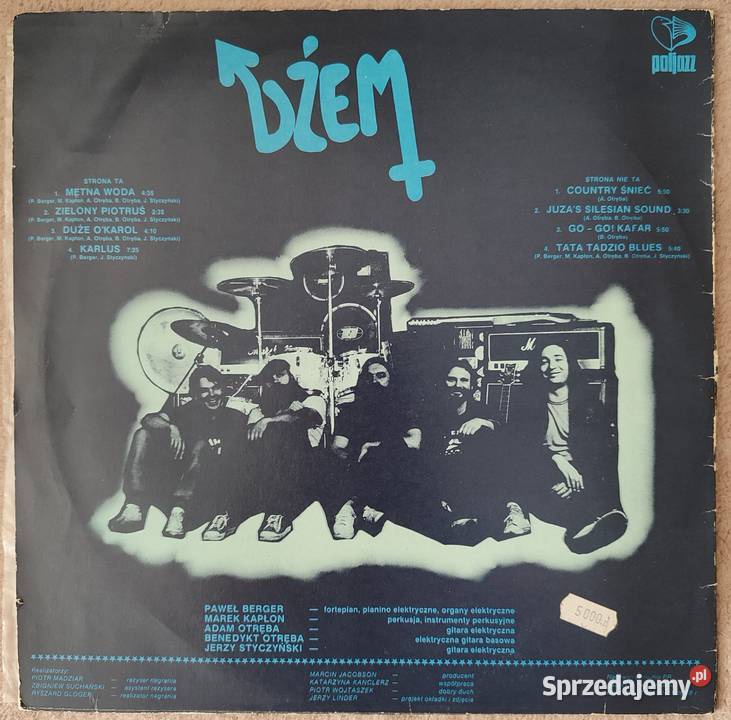 DŻEM
poljazz
STRONA TA
1. MĘTNA WODA 4:35
(P. Berger, M. Kapłon, A. Otręba, B. Otręba, J. Styczyński)
2. ZIELONY PIOTRUŚ 2:35
(P. Berger, M. Kapłon, A. Otręba, B. Otręba, J. Styczyński)
3. DUŻE O'KAROL 4:10
(P. Berger, M. Kapłon, A. Otręba, B. Otręba, J. Styczyński)
4. KARLUS 7:35
(P. Berger, J. Styczyński)
STRONA NIE TA
1. COUNTRY ŚNIEĆ 5:50
(A. Otręba)
2. JUZA'S SILESIAN SOUND 3:30
(A. Otręba, B. Otręba)
3. GO - GO! KAFAR 5:50
(B. Otręba)
4. TATA TADZIO BLUES 5:40
(P. Berger, M. Kapłon, A. Otręba, B. Otręba, J. Styczyński)
PAWEŁ BERGER — fortepian, pianino elektryczne, organy elektryczne
MAREK KAPŁON — perkusja, instrumenty perkusyjne
ADAM OTRĘBA — gitara elektryczna
BENEDYKT OTRĘBA — elektryczna gitara basowa
JERZY STYCZYŃSKI — gitara elektryczna
5000zł
Realizatorzy:
PIOTR MADZIAR — reżyser nagrania
ZBIGNIEW SUCHAŃSKI — asystent reżysera
RYSZARD GLOGER — realizator nagrania
MARCIN JACOBSON — producent
KATARZYNA KANCLERZ — współpraca
PIOTR WOJTASZEK — dobry duch
JERZY LINDER — projekt okładki i zdjęcia
Sprzedajemy.pl